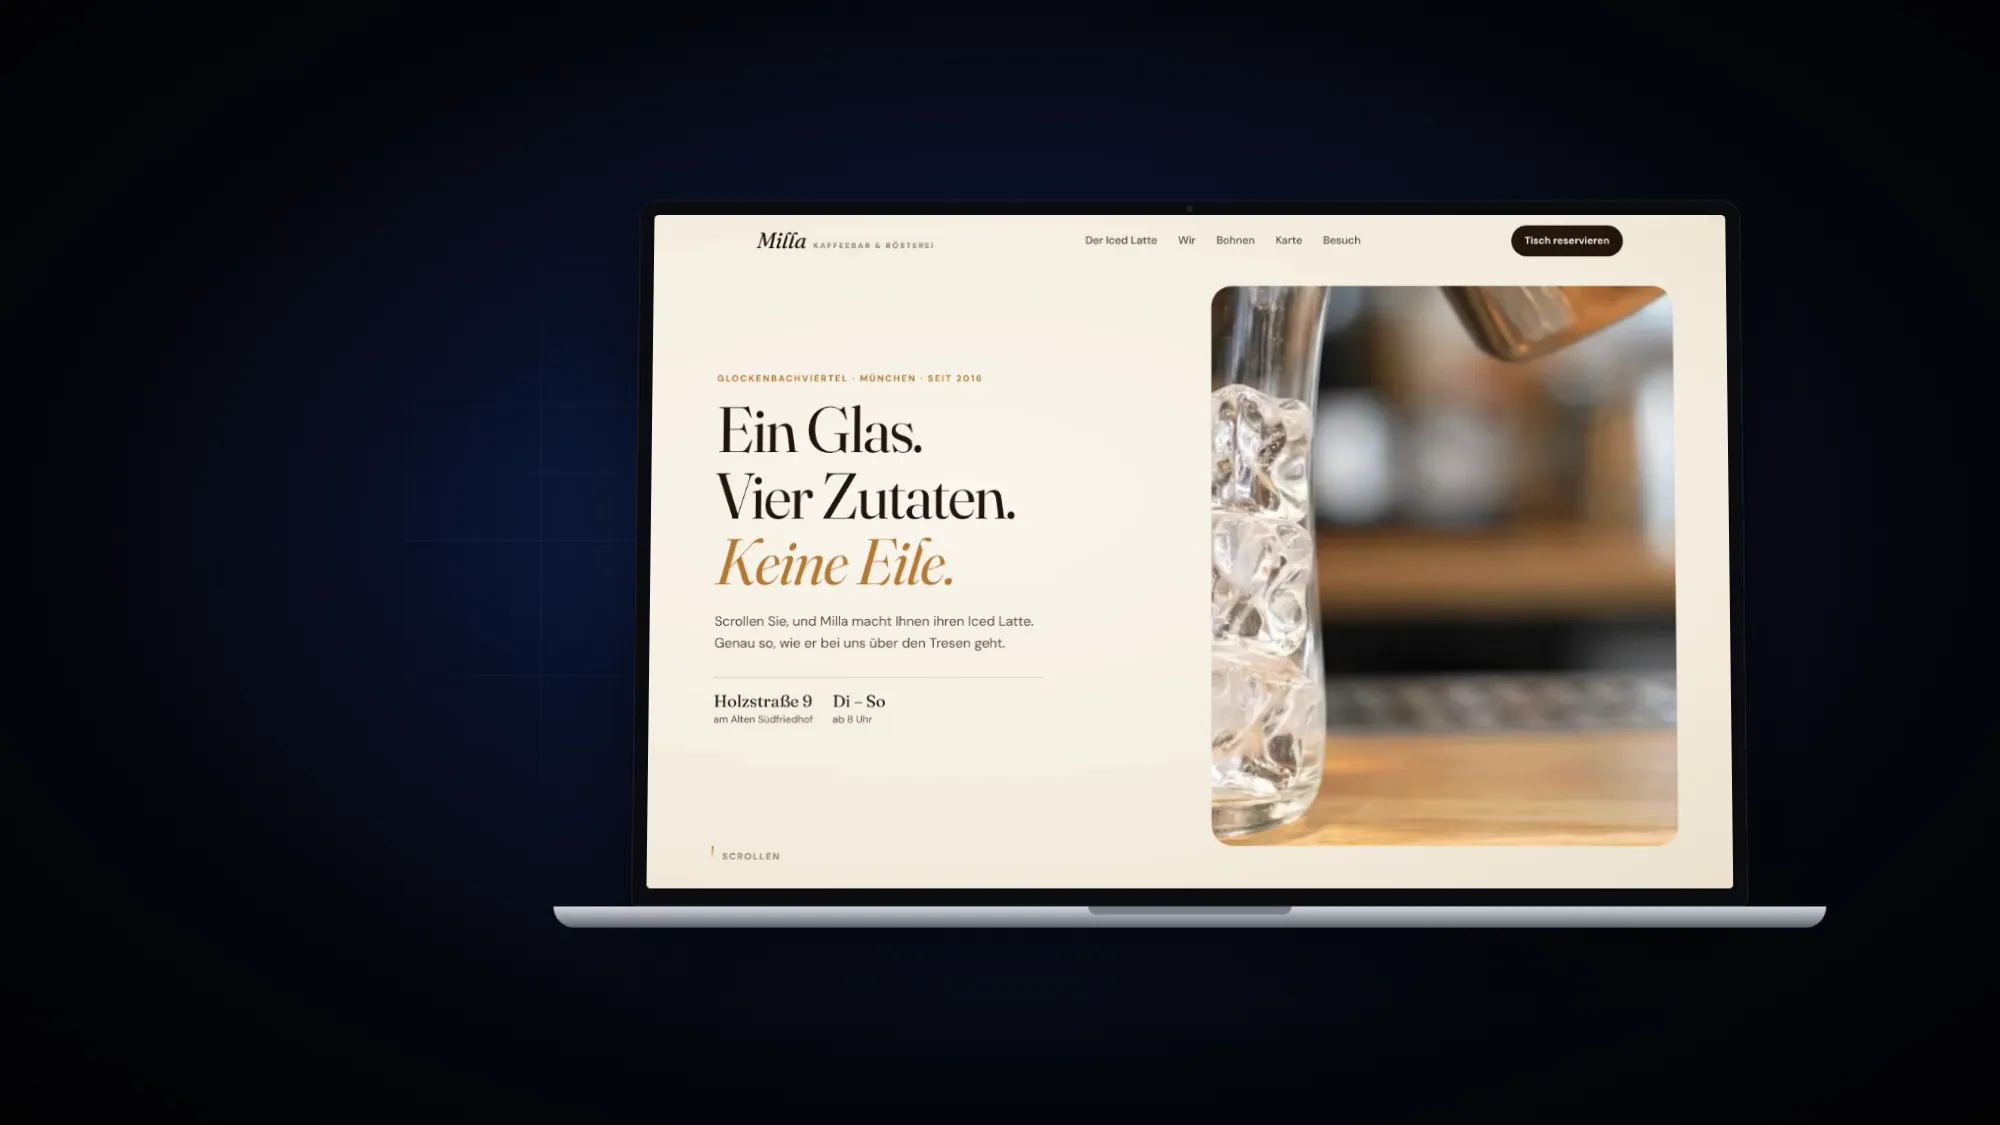 Milla KAFFEEBAR & RÖSTEREI
Der Iced Latte Wir Bohnen Karte Besuch
Tisch reservieren
GLOCKENBACHVIERTEL · MÜNCHEN · SEIT 2016
Ein Glas.
Vier Zutaten.
Keine Eile.
Scrollen Sie, und Milla macht Ihnen ihren Iced Latte.
Genau so, wie er bei uns über den Tresen geht.
Holzstraße 9
am Alten Südfriedhof
Di – So
ab 8 Uhr
SCROLLEN